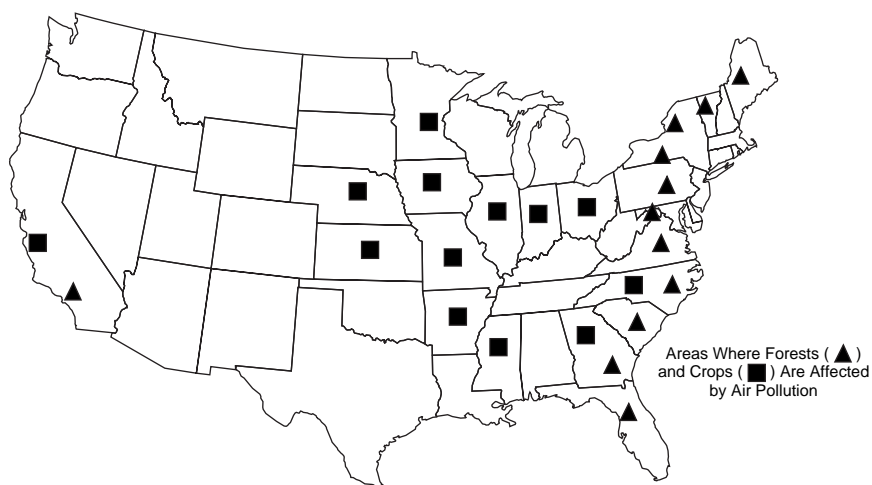 Areas Where Forests ( ▲ )
and Crops ( ■ ) Are Affected
by Air Pollution